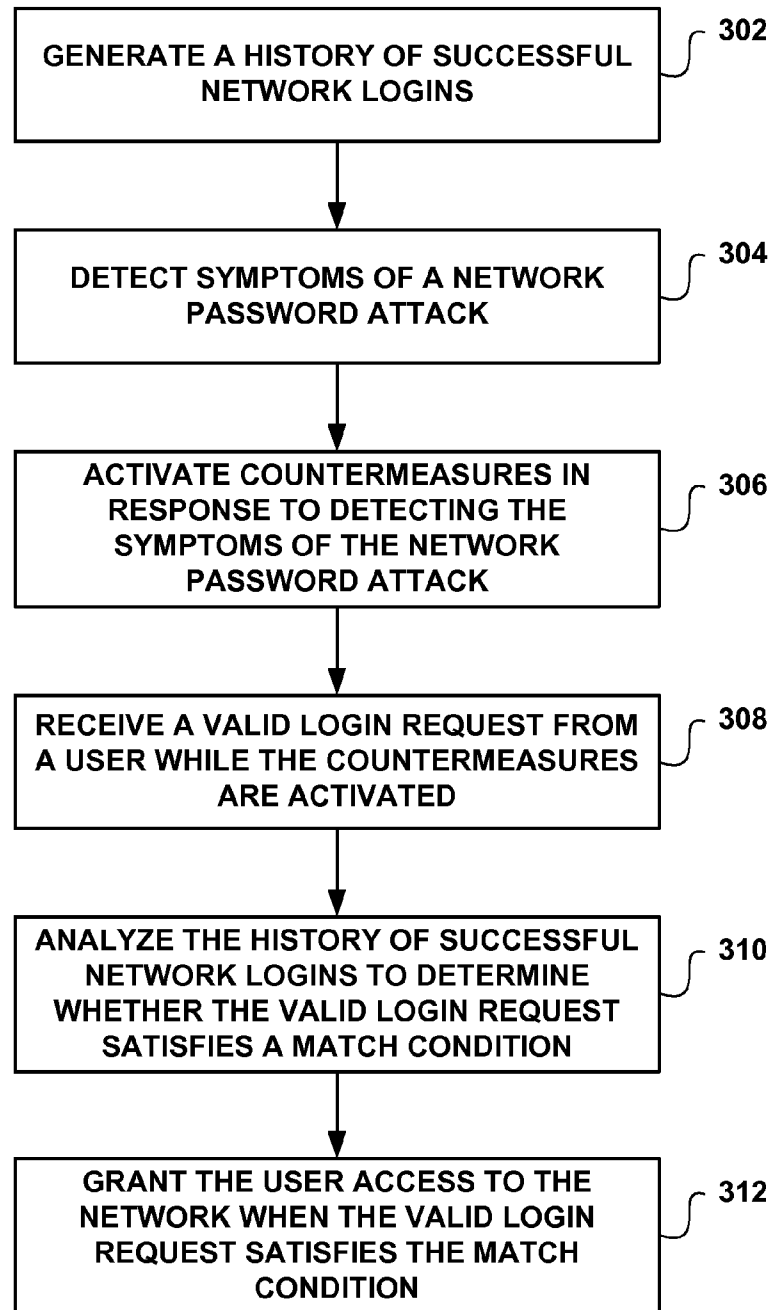 GENERATE A HISTORY OF SUCCESSFUL
NETWORK LOGINS
302
DETECT SYMPTOMS OF A NETWORK
PASSWORD ATTACK
304
ACTIVATE COUNTERMEASURES IN
RESPONSE TO DETECTING THE
SYMPTOMS OF THE NETWORK
PASSWORD ATTACK
306
RECEIVE A VALID LOGIN REQUEST FROM
A USER WHILE THE COUNTERMEASURES
ARE ACTIVATED
308
ANALYZE THE HISTORY OF SUCCESSFUL
NETWORK LOGINS TO DETERMINE
WHETHER THE VALID LOGIN REQUEST
SATISFIES A MATCH CONDITION
310
GRANT THE USER ACCESS TO THE
NETWORK WHEN THE VALID LOGIN
REQUEST SATISFIES THE MATCH
CONDITION
312